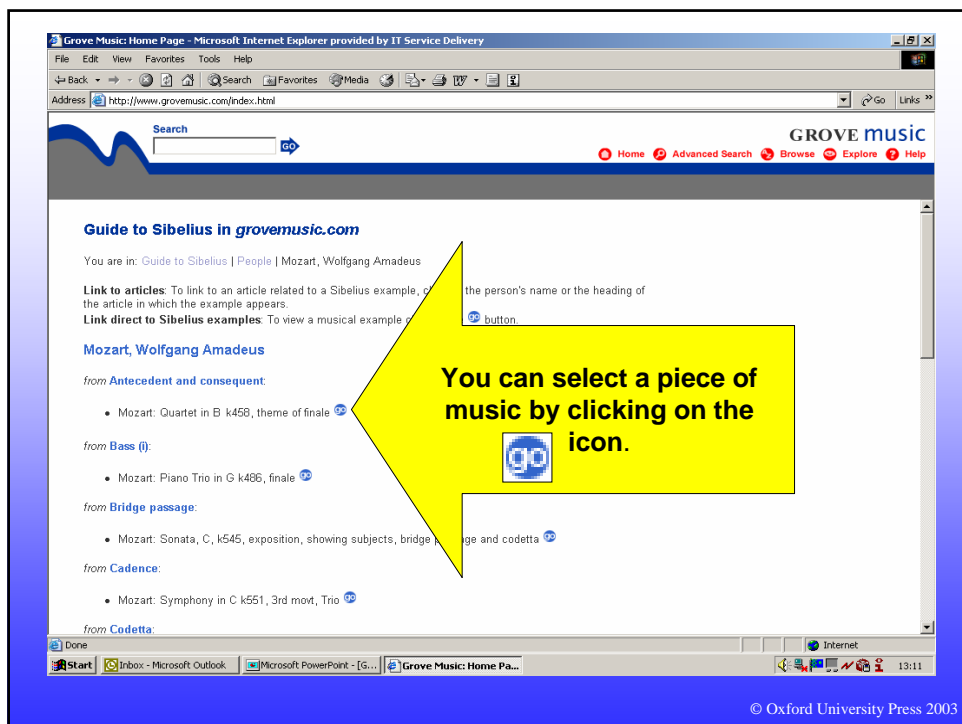 Grove Music: Home Page - Microsoft Internet Explorer provided by IT Service Delivery
File Edit View Favorites Tools Help
Back Search Favorites Media
Address http://www.grovemusic.com/index.html Go Links »
Search
GO
GROVE music
Home Advanced Search Browse Explore Help
Guide to Sibelius in grovemusic.com
You are in: Guide to Sibelius | People | Mozart, Wolfgang Amadeus
Link to articles: To link to an article related to a Sibelius example, the person's name or the heading of
the article in which the example appears.
Link direct to Sibelius examples: To view a musical example go button.
Mozart, Wolfgang Amadeus
from Antecedent and consequent:
• Mozart: Quartet in B k458, theme of finale go
from Bass (i):
• Mozart: Piano Trio in G k486, finale go
from Bridge passage:
• Mozart: Sonata, C, k545, exposition, showing subjects, bridge and codetta go
from Cadence:
• Mozart: Symphony in C k551, 3rd movt, Trio go
from Codetta:
You can select a piece of
music by clicking on the
go icon.
Done Internet
Start Inbox - Microsoft Outlook Microsoft PowerPoint - [G... Grove Music: Home Pa... 13:11
© Oxford University Press 2003